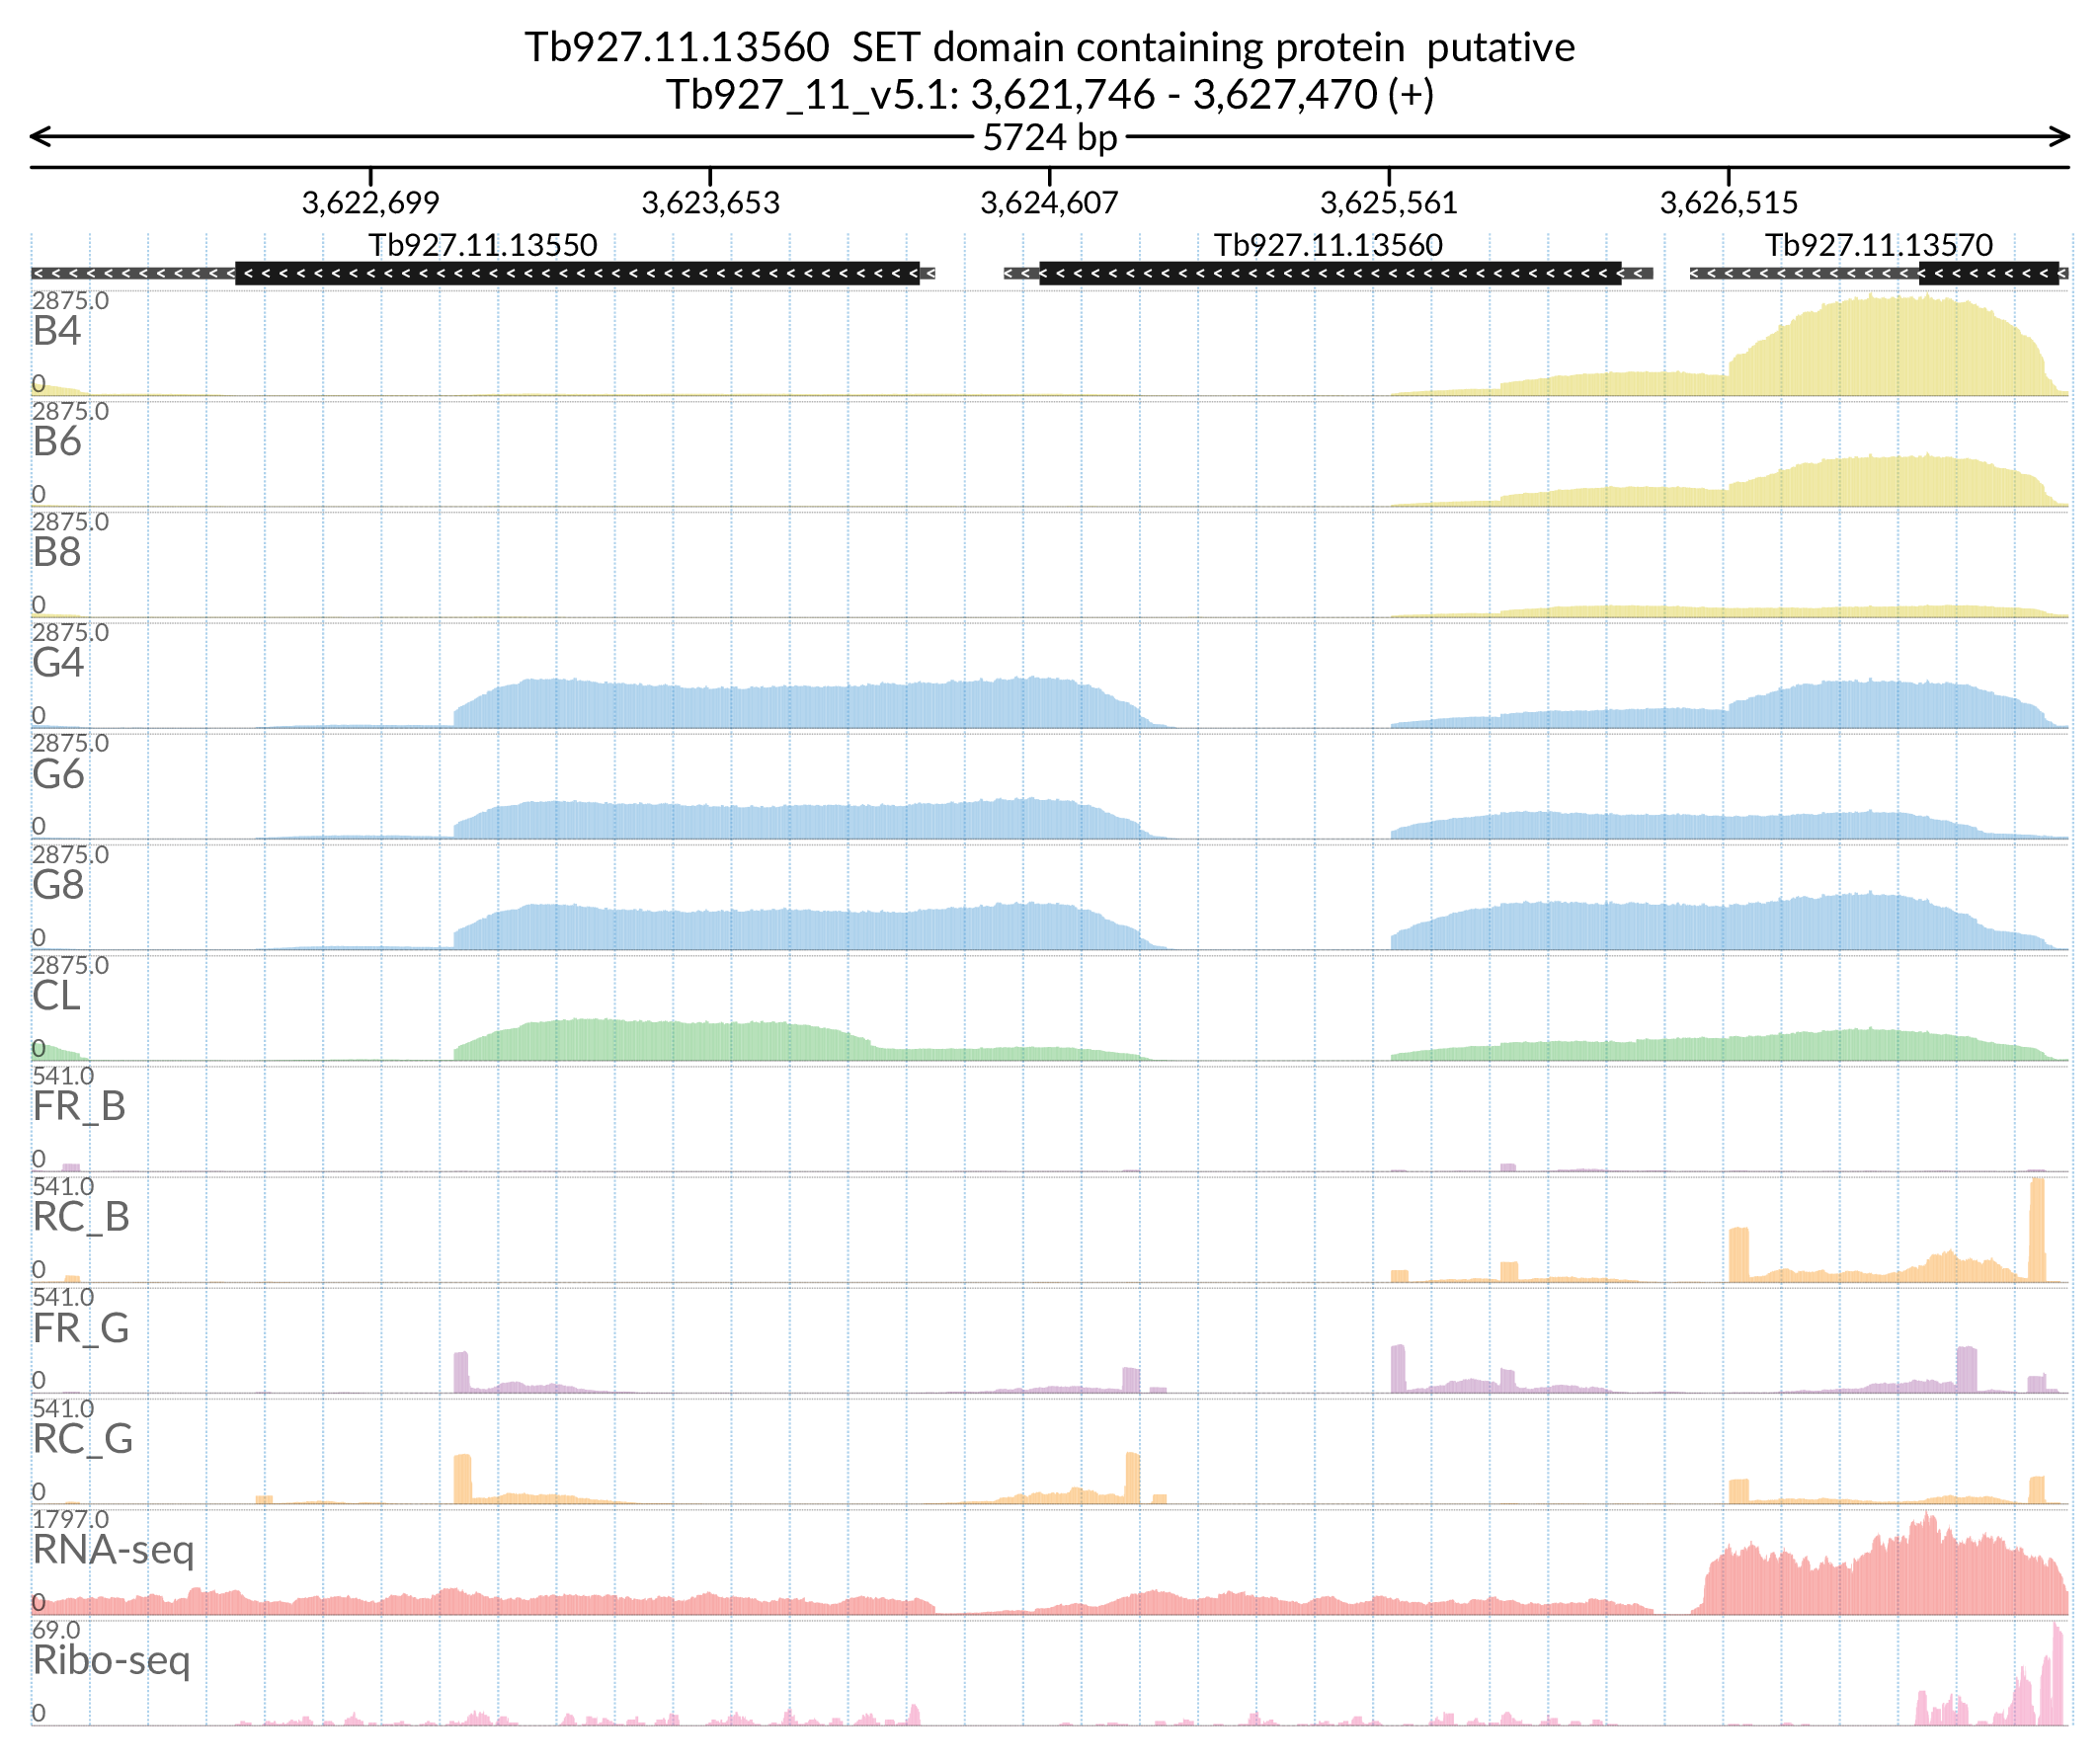 Tb927.11.13560 SET domain containing protein putative
Tb927_11_v5.1: 3,621,746 - 3,627,470 (+)
5724 bp
3,622,699 3,623,653 3,624,607 3,625,561 3,626,515
Tb927.11.13550 Tb927.11.13560 Tb927.11.13570
2875.0
B4
0
2875.0
B6
0
2875.0
B8
0
2875.0
G4
0
2875.0
G6
0
2875.0
G8
0
2875.0
CL
0
541.0
FR_B
0
541.0
RC_B
0
541.0
FR_G
0
541.0
RC_G
0
1797.0
RNA-seq
0
69.0
Ribo-seq
0